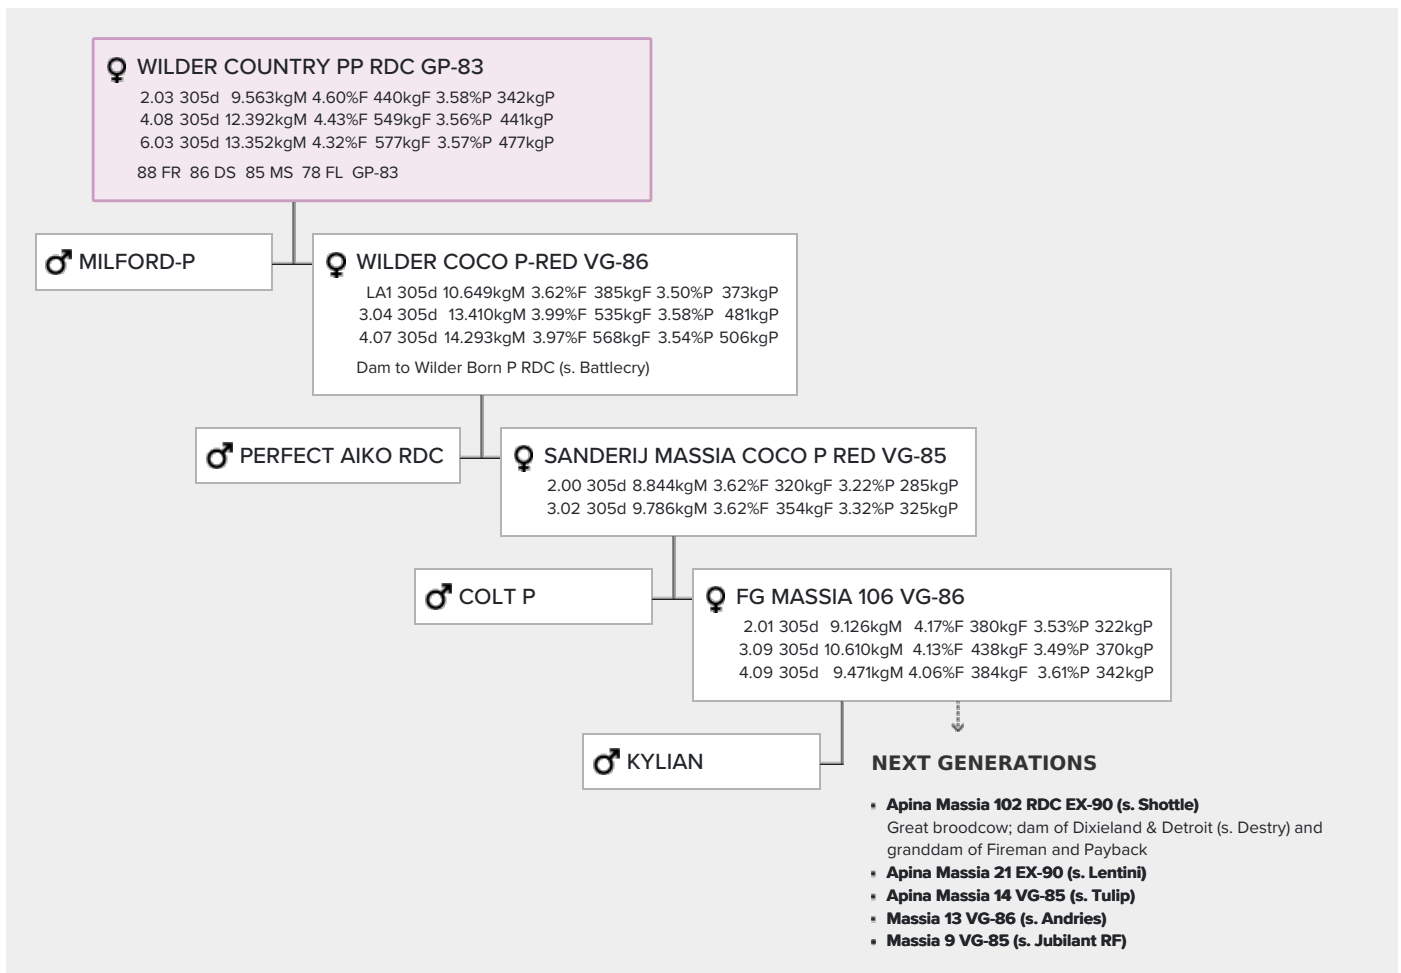 WILDER COUNTRY PP RDC GP-83
2.03 305d 9.563kgM 4.60%F 440kgF 3.58%P 342kgP
4.08 305d 12.392kgM 4.43%F 549kgF 3.56%P 441kgP
6.03 305d 13.352kgM 4.32%F 577kgF 3.57%P 477kgP
88 FR 86 DS 85 MS 78 FL GP-83
MILFORD-P
WILDER COCO P-RED VG-86
LA1 305d 10.649kgM 3.62%F 385kgF 3.50%P 373kgP
3.04 305d 13.410kgM 3.99%F 535kgF 3.58%P 481kgP
4.07 305d 14.293kgM 3.97%F 568kgF 3.54%P 506kgP
Dam to Wilder Born P RDC (s. Battlecry)
PERFECT AIKO RDC
SANDERIJ MASSIA COCO P RED VG-85
2.00 305d 8.844kgM 3.62%F 320kgF 3.22%P 285kgP
3.02 305d 9.786kgM 3.62%F 354kgF 3.32%P 325kgP
COLT P
FG MASSIA 106 VG-86
2.01 305d 9.126kgM 4.17%F 380kgF 3.53%P 322kgP
3.09 305d 10.610kgM 4.13%F 438kgF 3.49%P 370kgP
4.09 305d 9.471kgM 4.06%F 384kgF 3.61%P 342kgP
KYLIAN
NEXT GENERATIONS
Apina Massia 102 RDC EX-90 (s. Shottle)
Great broodcow; dam of Dixieland & Detroit (s. Destry) and
granddam of Fireman and Payback
Apina Massia 21 EX-90 (s. Lentini)
Apina Massia 14 VG-85 (s. Tulip)
Massia 13 VG-86 (s. Andries)
Massia 9 VG-85 (s. Jubilant RF)